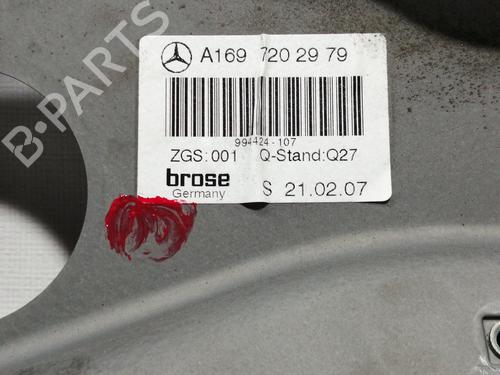 B-PARTS
A169 720 29 79
994424-107
ZGS:001 Q-Stand:Q27
brose
Germany
S 21.02.07